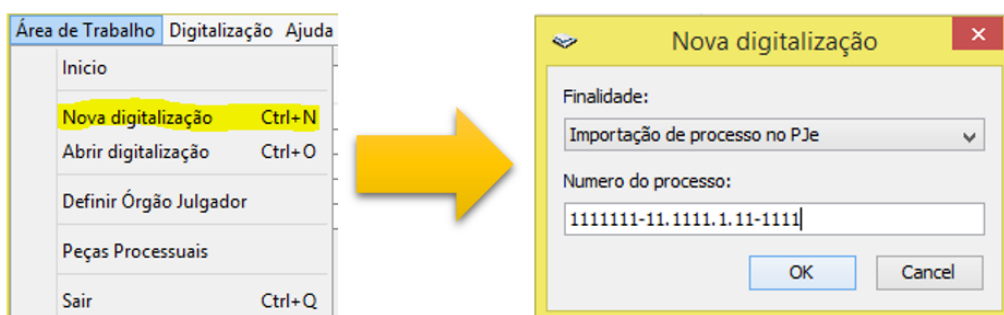 Área de Trabalho Digitalização Ajuda
Inicio
Nova digitalização Ctrl+N
Abrir digitalização Ctrl+O
Definir Órgão Julgador
Peças Processuais
Sair Ctrl+Q
Nova digitalização
Finalidade:
Importação de processo no PJe
Numero do processo:
1111111-11.1111.1.11-1111
OK Cancel